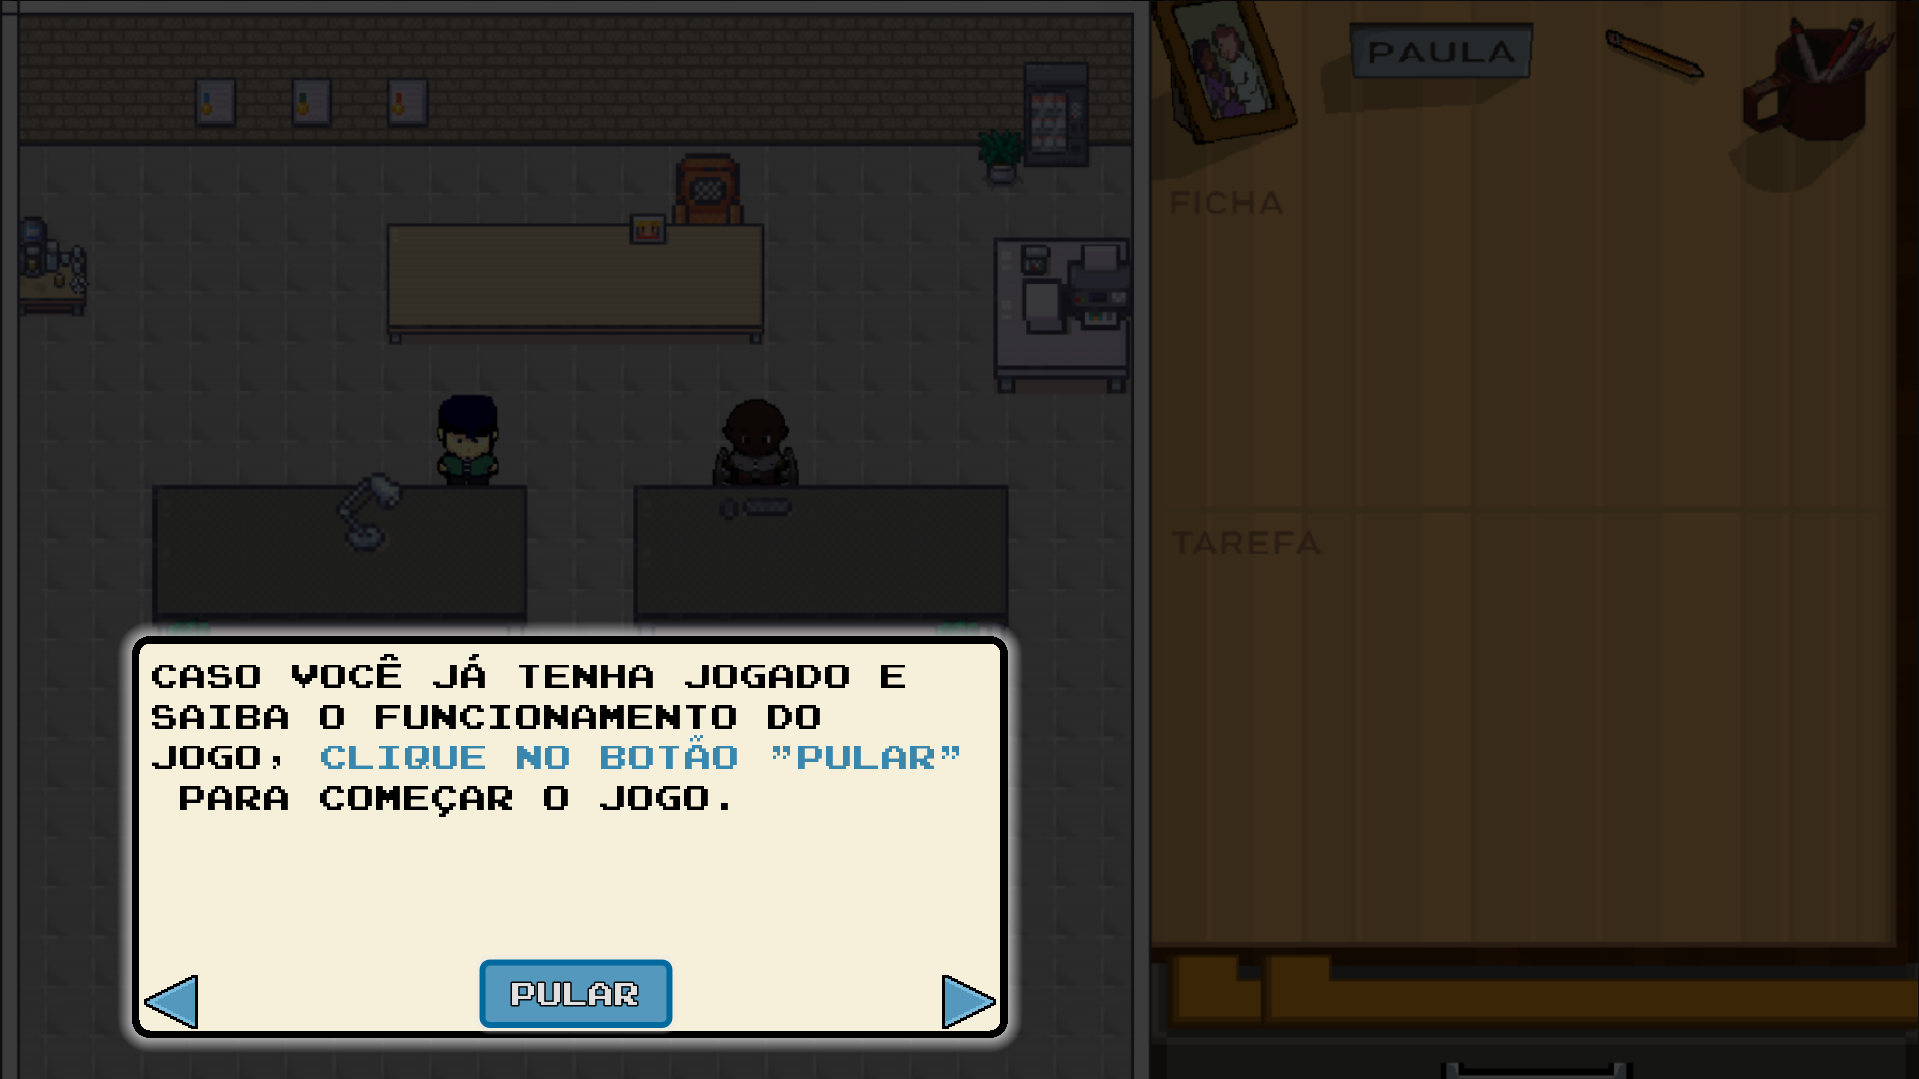 PAULA
FICHA
TAREFA
CASO VOCÊ JÁ TENHA JOGADO E
SAIBA O FUNCIONAMENTO DO
JOGO, CLIQUE NO BOTÃO "PULAR"
PARA COMEÇAR O JOGO.
PULAR